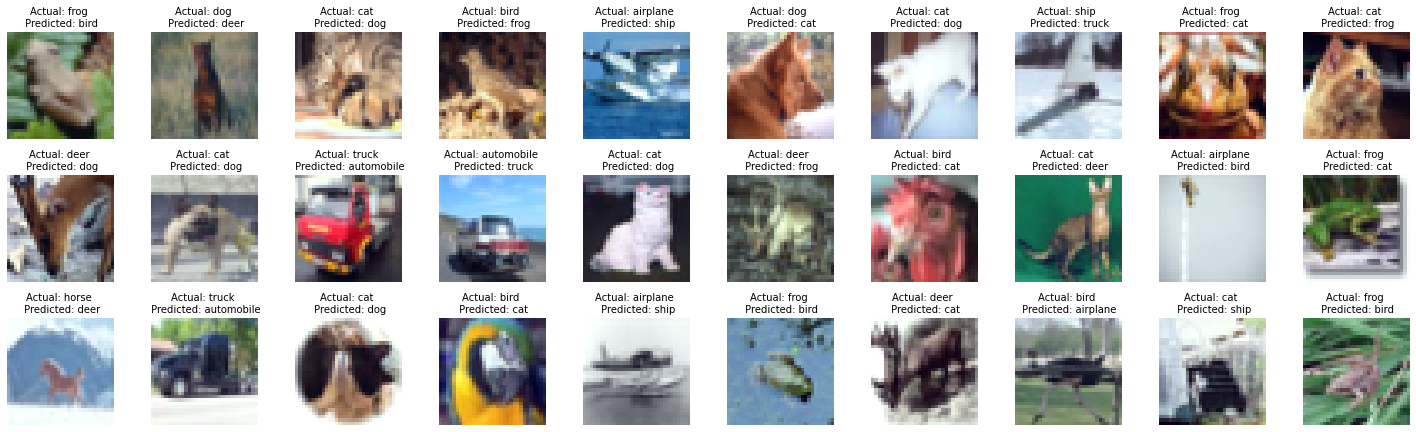 Actual: frog
Predicted: bird
Actual: dog
Predicted: deer
Actual: cat
Predicted: dog
Actual: bird
Predicted: frog
Actual: airplane
Predicted: ship
Actual: dog
Predicted: cat
Actual: cat
Predicted: dog
Actual: ship
Predicted: truck
Actual: frog
Predicted: cat
Actual: cat
Predicted: frog
Actual: deer
Predicted: dog
Actual: cat
Predicted: dog
Actual: truck
Predicted: automobile
Actual: automobile
Predicted: truck
Actual: cat
Predicted: dog
Actual: deer
Predicted: frog
Actual: bird
Predicted: cat
Actual: cat
Predicted: deer
Actual: airplane
Predicted: bird
Actual: frog
Predicted: cat
Actual: horse
Predicted: deer
Actual: truck
Predicted: automobile
Actual: cat
Predicted: dog
Actual: bird
Predicted: cat
Actual: airplane
Predicted: ship
Actual: frog
Predicted: bird
Actual: deer
Predicted: cat
Actual: bird
Predicted: airplane
Actual: cat
Predicted: ship
Actual: frog
Predicted: bird